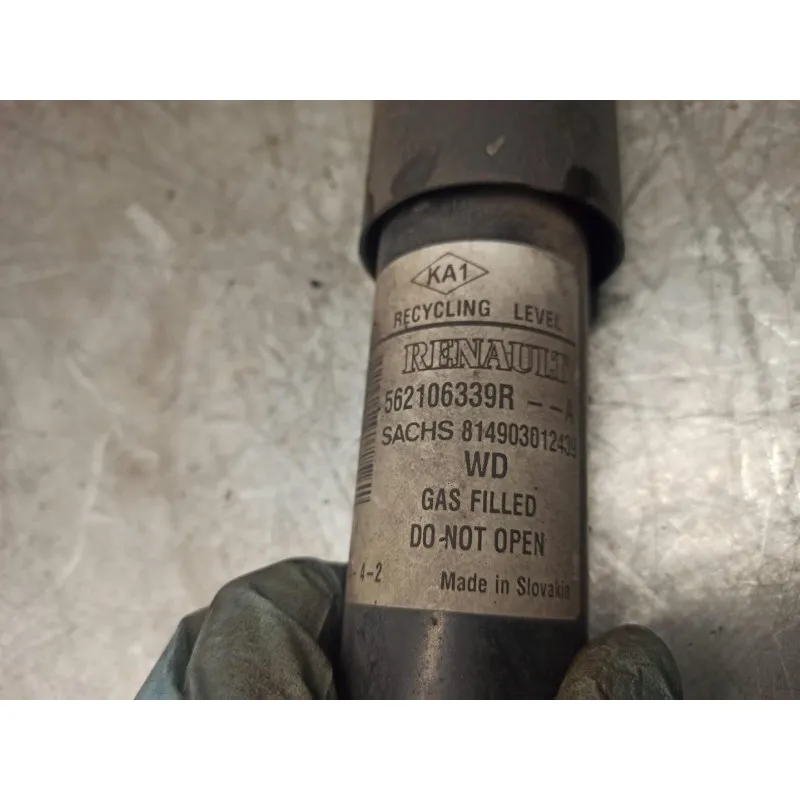 KA1
RECYCLING LEVEL
RENAULT
562106339R -- A
SACHS 814903012439
WD
GAS FILLED
DO NOT OPEN
- 4-2
Made in Slovakia